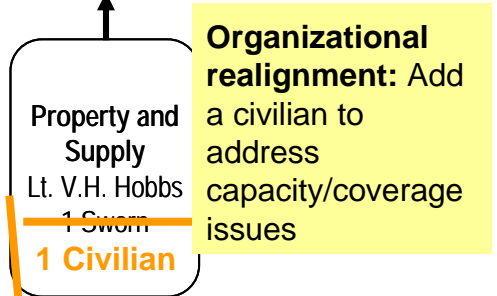 Property and
Supply
Lt. V.H. Hobbs
1 Sworn
1 Civilian
Organizational
realignment: Add
a civilian to
address
capacity/coverage
issues